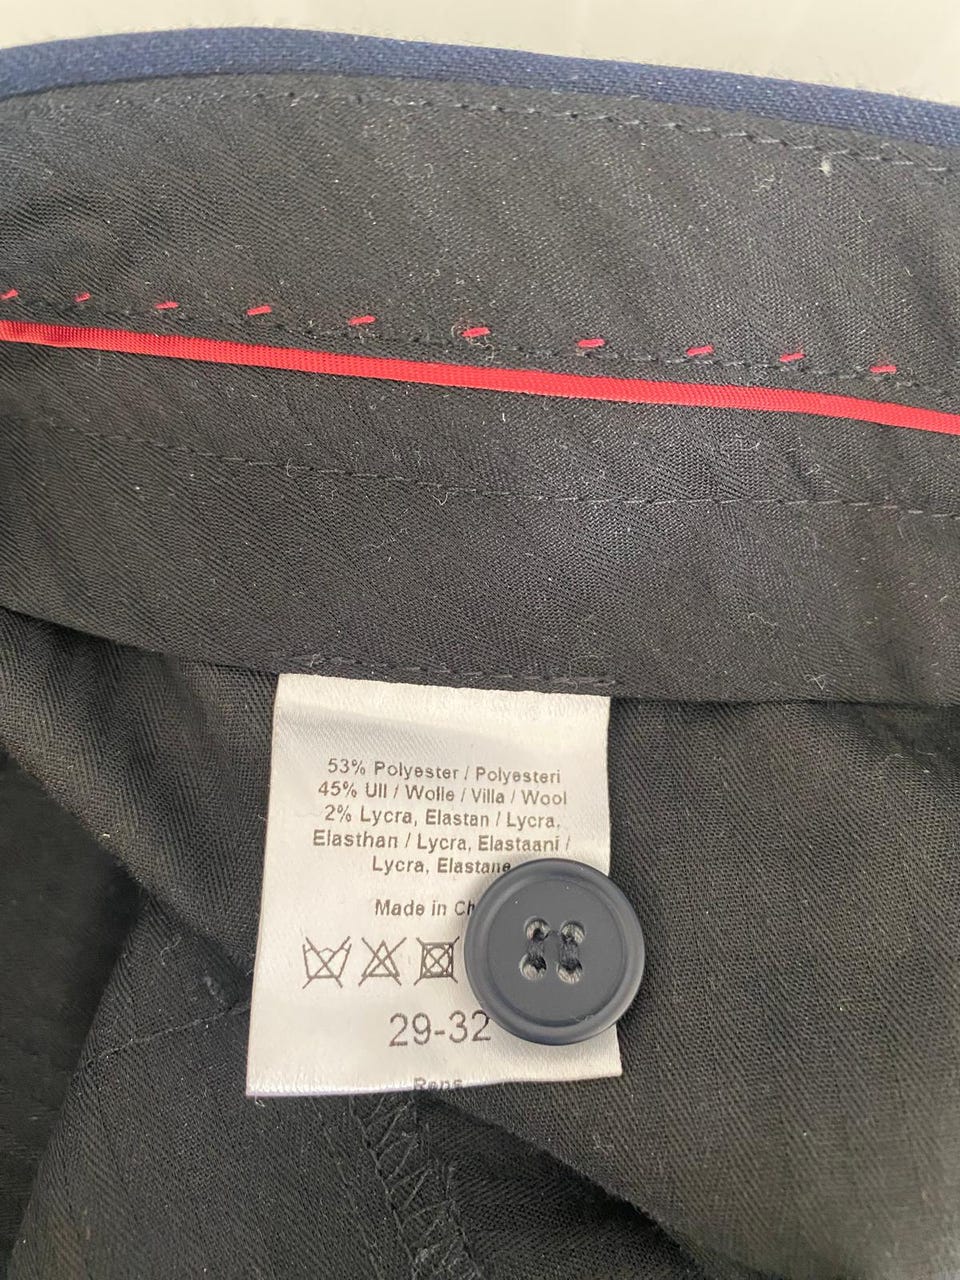 53% Polyester / Polyesteri
45% Ull / Wolle / Villa / Wool
2% Lycra, Elastan / Lycra,
Elasthan / Lycra, Elastaani /
Lycra, Elastane
Made in
29-32